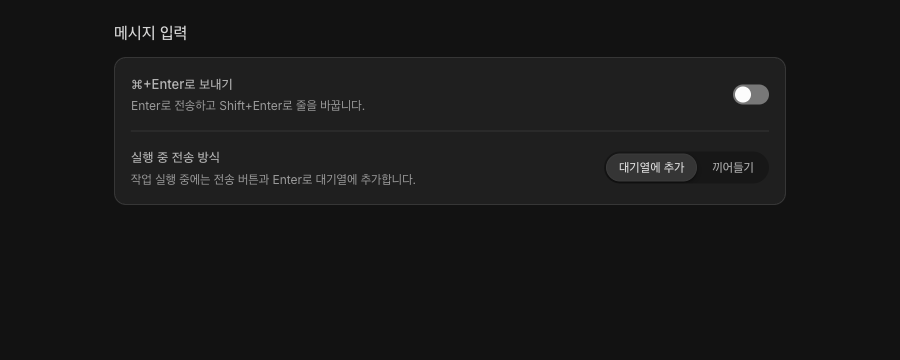 메시지 입력
⌘+Enter로 보내기
Enter로 전송하고 Shift+Enter로 줄을 바꿉니다.
실행 중 전송 방식
작업 실행 중에는 전송 버튼과 Enter로 대기열에 추가합니다.
대기열에 추가 끼어들기